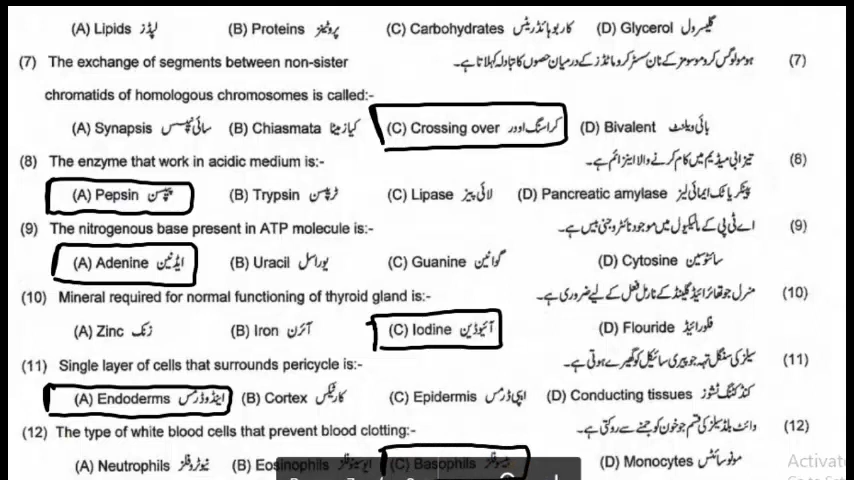 (A) Lipids لپڈز (B) Proteins پروٹینز (C) Carbohydrates کاربوہائڈریٹس (D) Glycerol گلیسرول
(7) The exchange of segments between non-sister ہومولوگس کروموسومز کے نان سسٹر کروماٹڈز کے درمیان حصوں کا تبادلہ کہلاتا ہے۔ (7)
chromatids of homologous chromosomes is called:-
(A) Synapsis سائی نیپسس (B) Chiasmata کیازمیٹا (C) Crossing over کراسنگ اوور (D) Bivalent بائی ویلنٹ
(8) The enzyme that work in acidic medium is:- تیزابی میڈیم میں کام کرنے والا اینزائم ہے۔ (8)
(A) Pepsin پیپسن (B) Trypsin ٹرپسن (C) Lipase لائی پیز (D) Pancreatic amylase پینکریاٹک ایمائی لیز
(9) The nitrogenous base present in ATP molecule is:- اے ٹی پی کے مالیکیول میں موجود نائٹروجنی بیس ہے۔ (9)
(A) Adenine ایڈنین (B) Uracil یوراسل (C) Guanine گوانین (D) Cytosine سائٹوسین
(10) Mineral required for normal functioning of thyroid gland is:- منرل جو تھائرائیڈ گلینڈ کے نارمل فعل کے لیے ضروری ہے۔ (10)
(A) Zinc زنک (B) Iron آئرن (C) Iodine آئیوڈین (D) Flouride فلورائیڈ
(11) Single layer of cells that surrounds pericycle is:- سیلز کی سنگل تہہ جو پیری سائیکل کو گھیرے ہوتی ہے۔ (11)
(A) Endoderms اینڈوڈرمس (B) Cortex کارٹیکس (C) Epidermis اپی ڈرمس (D) Conducting tissues کنڈکٹنگ ٹشوز
(12) The type of white blood cells that prevent blood clotting:- وائٹ بلڈ سیلز کی قسم جو خون کو جمنے سے روکتی ہے۔ (12)
(A) Neutrophils نیوٹروفلز (B) Eosinophils (C) Basophils (D) Monocytes مونوسائٹس
Activate